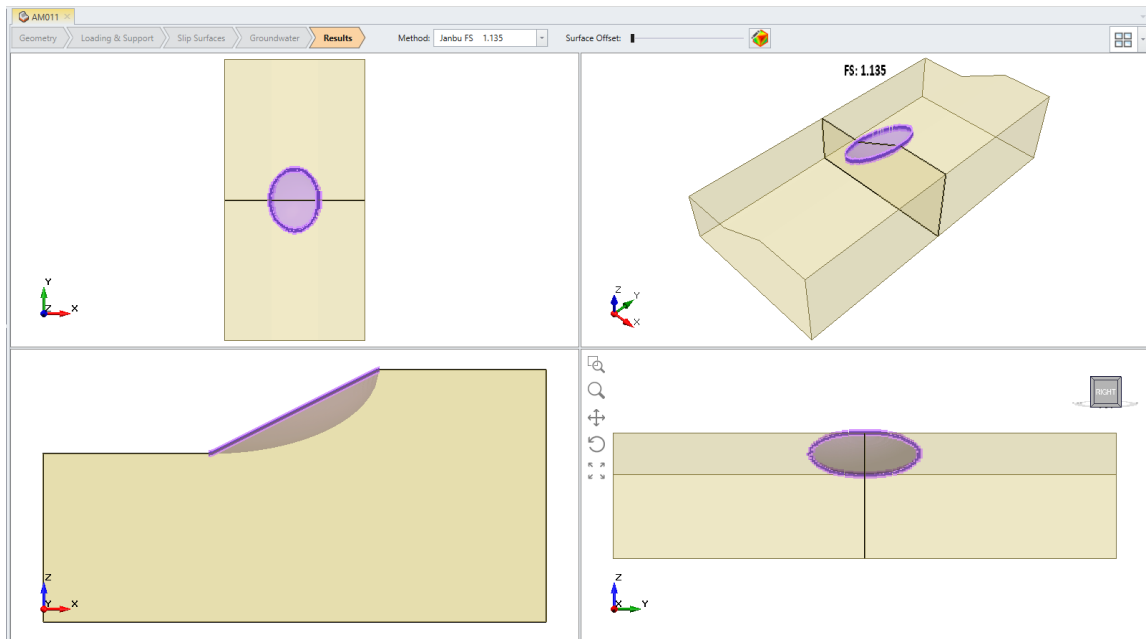 AM011
Geometry Loading & Support Slip Surfaces Groundwater Results Method: Janbu FS 1.135 Surface Offset:
FS: 1.135
Y
Z X
Z
Y
X
RIGHT
Z
Y X
Z
X Y